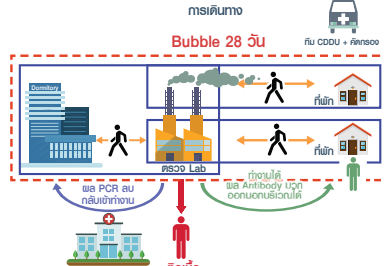 การเดินทาง
Bubble 28 วัน
ทีม CDDU + คัดกรอง
Dormitory
ที่พัก
ที่พัก
ตรวจ Lab
ผล PCR ลบ
กลับเข้าทำงาน
ทำงานได้
ผล Antibody บวก
ออกนอกบริเวณได้